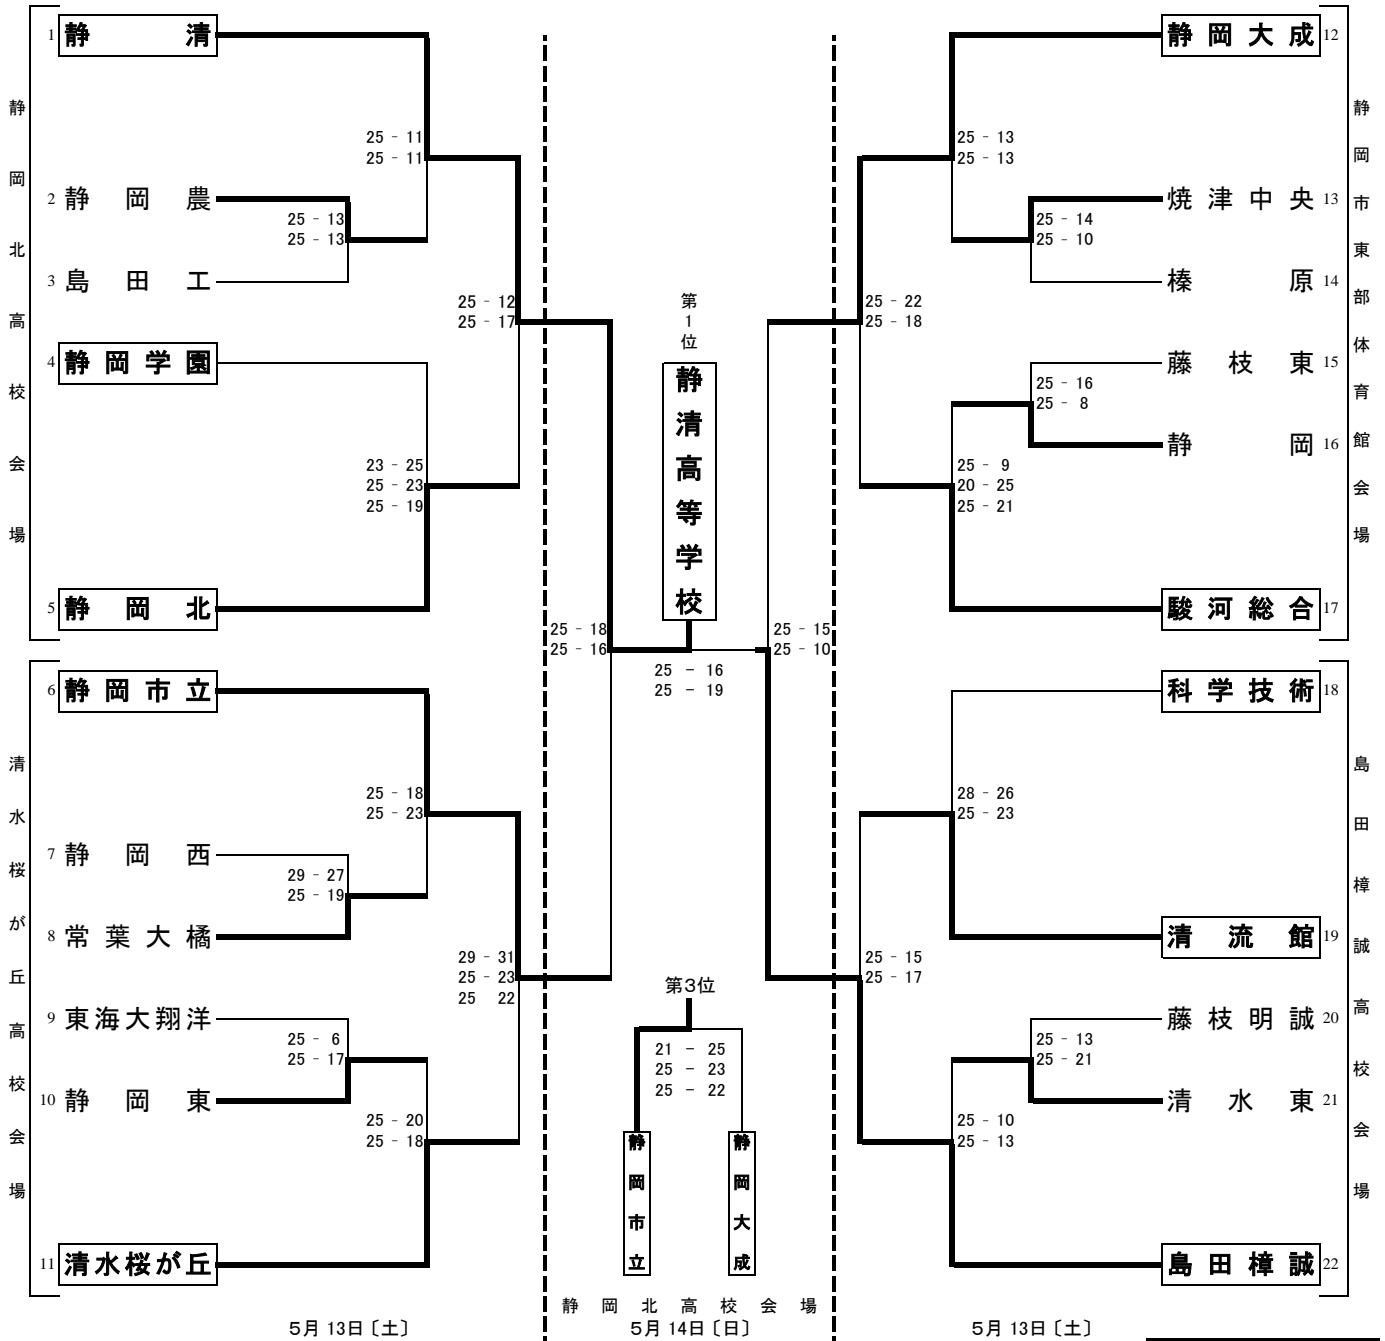 静岡北高校会場
1 静清
25 - 11
25 - 11
2 静岡農
25 - 13
25 - 13
3 島田工
25 - 12
25 - 17
4 静岡学園
23 - 25
25 - 23
25 - 19
5 静岡北
25 - 18
25 - 16
清水桜が丘高校会場
6 静岡市立
25 - 18
25 - 23
7 静岡西
29 - 27
25 - 19
8 常葉大橘
29 - 31
25 - 23
25 22
9 東海大翔洋
25 - 6
25 - 17
10 静岡東
25 - 20
25 - 18
11 清水桜が丘
5月13日〔土〕
第1位
静清高等学校
25 - 16
25 - 19
第3位
21 - 25
25 - 23
25 - 22
静岡市立
静岡大成
静岡北高校会場
5月14日〔日〕
静岡市東部体育館会場
静岡大成 12
25 - 13
25 - 13
焼津中央 13
25 - 14
25 - 10
榛原 14
25 - 22
25 - 18
藤枝東 15
25 - 16
25 - 8
静岡 16
25 - 9
20 - 25
25 - 21
駿河総合 17
25 - 15
25 - 10
島田樟誠高校会場
科学技術 18
28 - 26
25 - 23
清流館 19
25 - 15
25 - 17
藤枝明誠 20
25 - 13
25 - 21
清水東 21
25 - 10
25 - 13
島田樟誠 22
5月13日〔土〕